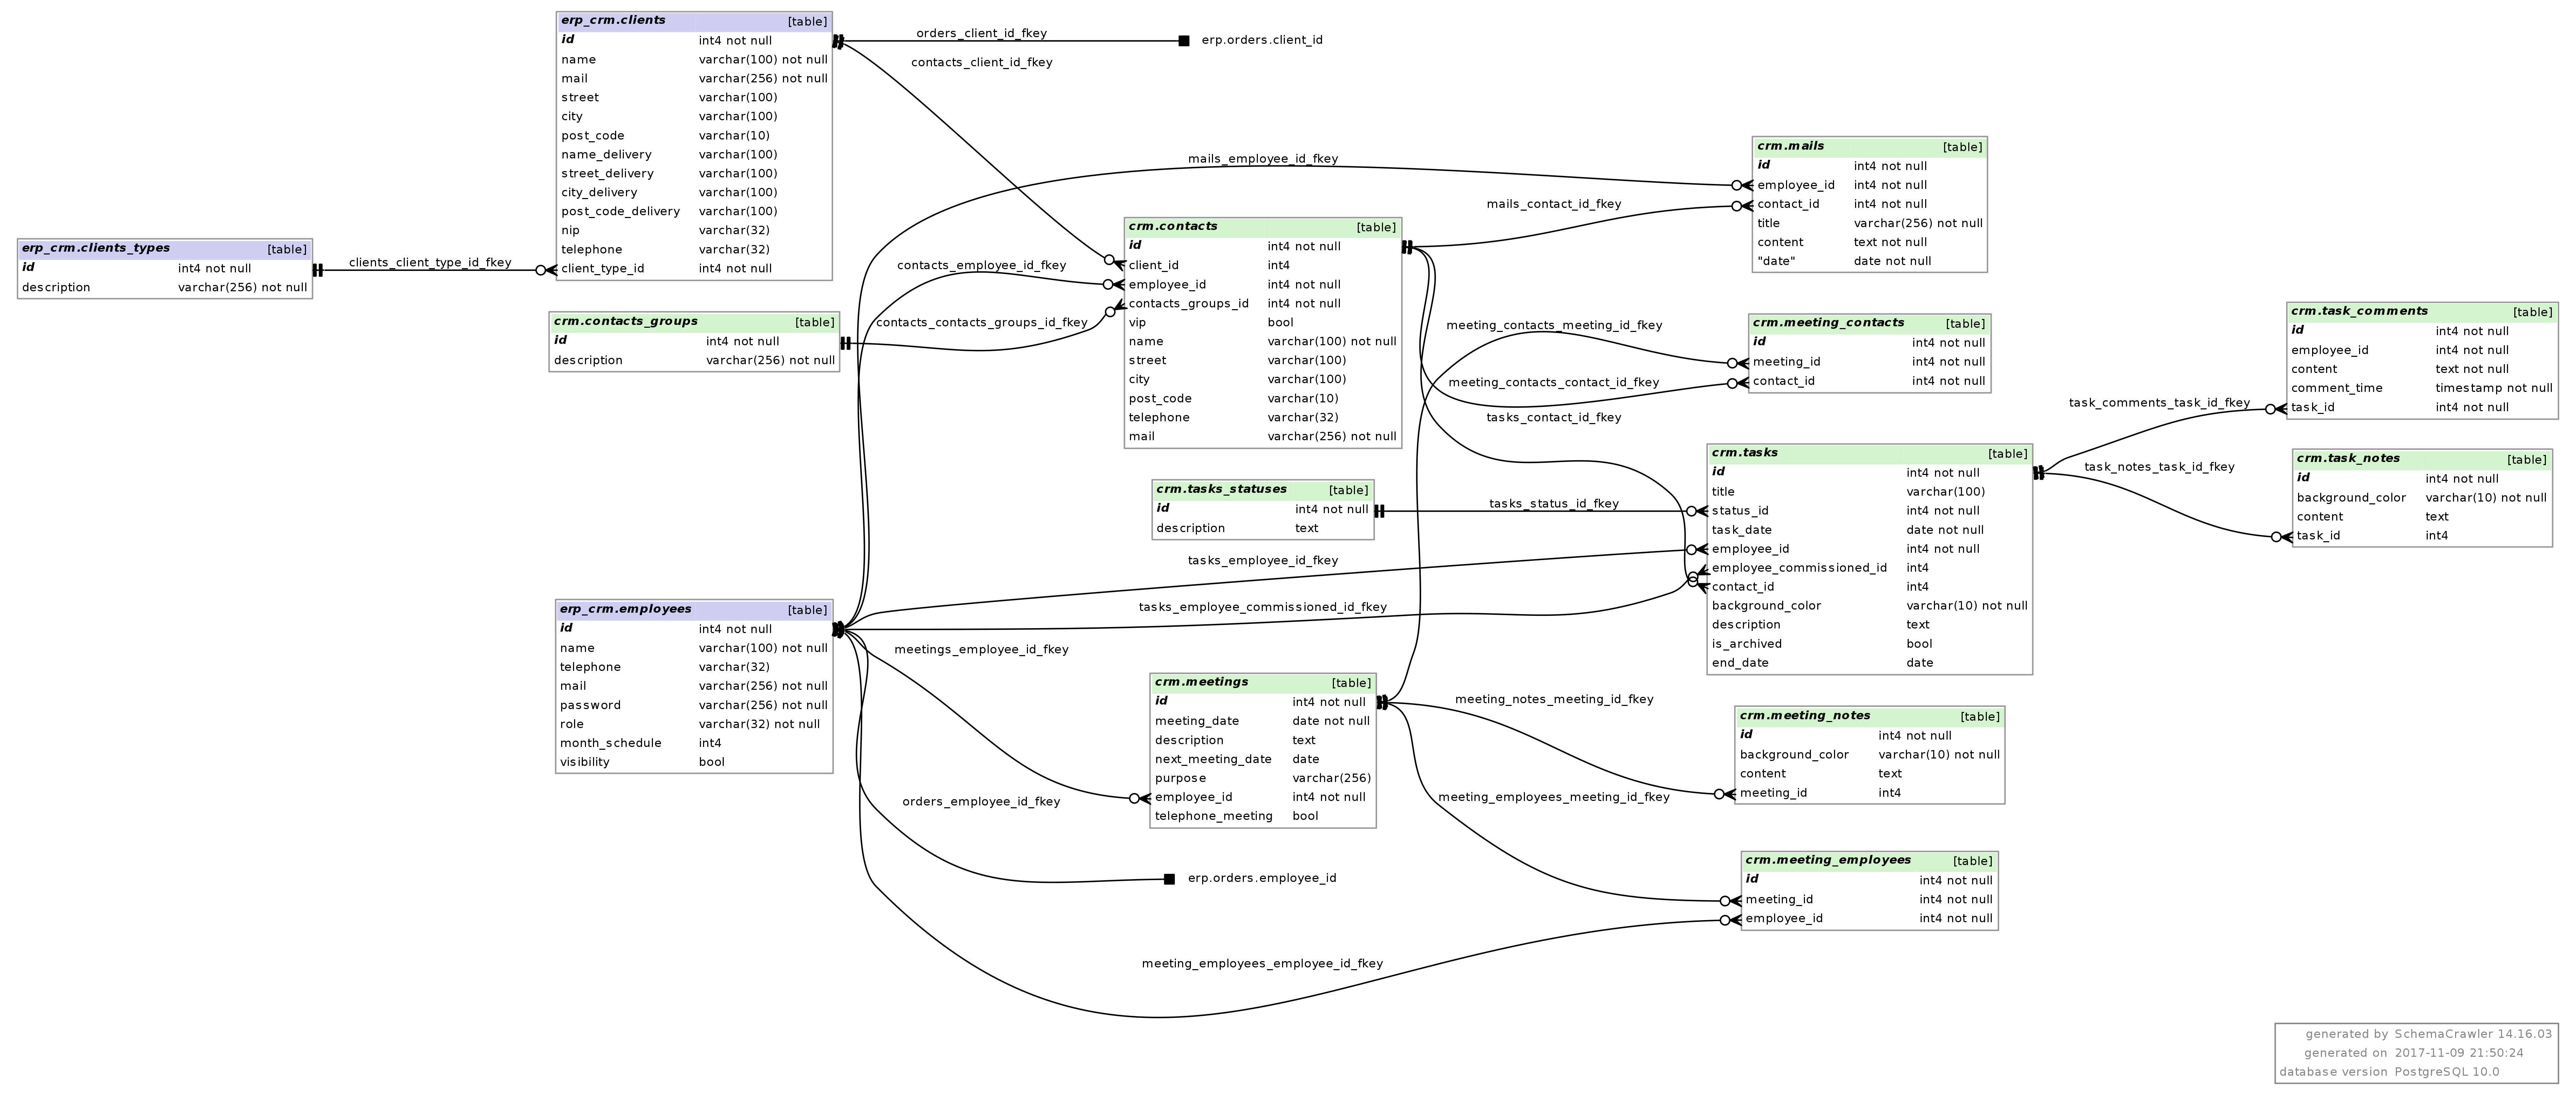 erp_crm.clients [table]
id int4 not null
name varchar(100) not null
mail varchar(256) not null
street varchar(100)
city varchar(100)
post_code varchar(10)
name_delivery varchar(100)
street_delivery varchar(100)
city_delivery varchar(100)
post_code_delivery varchar(100)
nip varchar(32)
telephone varchar(32)
client_type_id int4 not null
orders_client_id_fkey
erp.orders.client_id
contacts_client_id_fkey
erp_crm.clients_types [table]
id int4 not null
description varchar(256) not null
clients_client_type_id_fkey
crm.contacts_groups [table]
id int4 not null
description varchar(256) not null
mails_employee_id_fkey
contacts_employee_id_fkey
contacts_contacts_groups_id_fkey
crm.contacts [table]
id int4 not null
client_id int4
employee_id int4 not null
contacts_groups_id int4 not null
vip bool
name varchar(100) not null
street varchar(100)
city varchar(100)
post_code varchar(10)
telephone varchar(32)
mail varchar(256) not null
mails_contact_id_fkey
crm.mails [table]
id int4 not null
employee_id int4 not null
contact_id int4 not null
title varchar(256) not null
content text not null
"date" date not null
meeting_contacts_meeting_id_fkey
meeting_contacts_contact_id_fkey
tasks_contact_id_fkey
crm.meeting_contacts [table]
id int4 not null
meeting_id int4 not null
contact_id int4 not null
crm.task_comments [table]
id int4 not null
employee_id int4 not null
content text not null
comment_time timestamp not null
task_id int4 not null
task_comments_task_id_fkey
task_notes_task_id_fkey
crm.task_notes [table]
id int4 not null
background_color varchar(10) not null
content text
task_id int4
crm.tasks [table]
id int4 not null
title varchar(100)
status_id int4 not null
task_date date not null
employee_id int4 not null
employee_commissioned_id int4
contact_id int4
background_color varchar(10) not null
description text
is_archived bool
end_date date
crm.tasks_statuses [table]
id int4 not null
description text
tasks_status_id_fkey
tasks_employee_id_fkey
tasks_employee_commissioned_id_fkey
erp_crm.employees [table]
id int4 not null
name varchar(100) not null
telephone varchar(32)
mail varchar(256) not null
password varchar(256) not null
role varchar(32) not null
month_schedule int4
visibility bool
meetings_employee_id_fkey
orders_employee_id_fkey
crm.meetings [table]
id int4 not null
meeting_date date not null
description text
next_meeting_date date
purpose varchar(256)
employee_id int4 not null
telephone_meeting bool
meeting_notes_meeting_id_fkey
meeting_employees_meeting_id_fkey
crm.meeting_notes [table]
id int4 not null
background_color varchar(10) not null
content text
meeting_id int4
erp.orders.employee_id
crm.meeting_employees [table]
id int4 not null
meeting_id int4 not null
employee_id int4 not null
meeting_employees_employee_id_fkey
generated by SchemaCrawler 14.16.03
generated on 2017-11-09 21:50:24
database version PostgreSQL 10.0